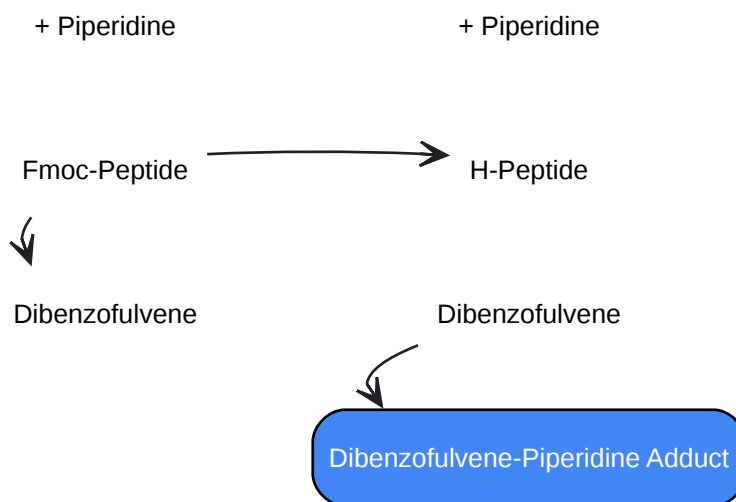 + Piperidine
+ Piperidine
Fmoc-Peptide
H-Peptide
Dibenzofulvene
Dibenzofulvene
Dibenzofulvene-Piperidine Adduct